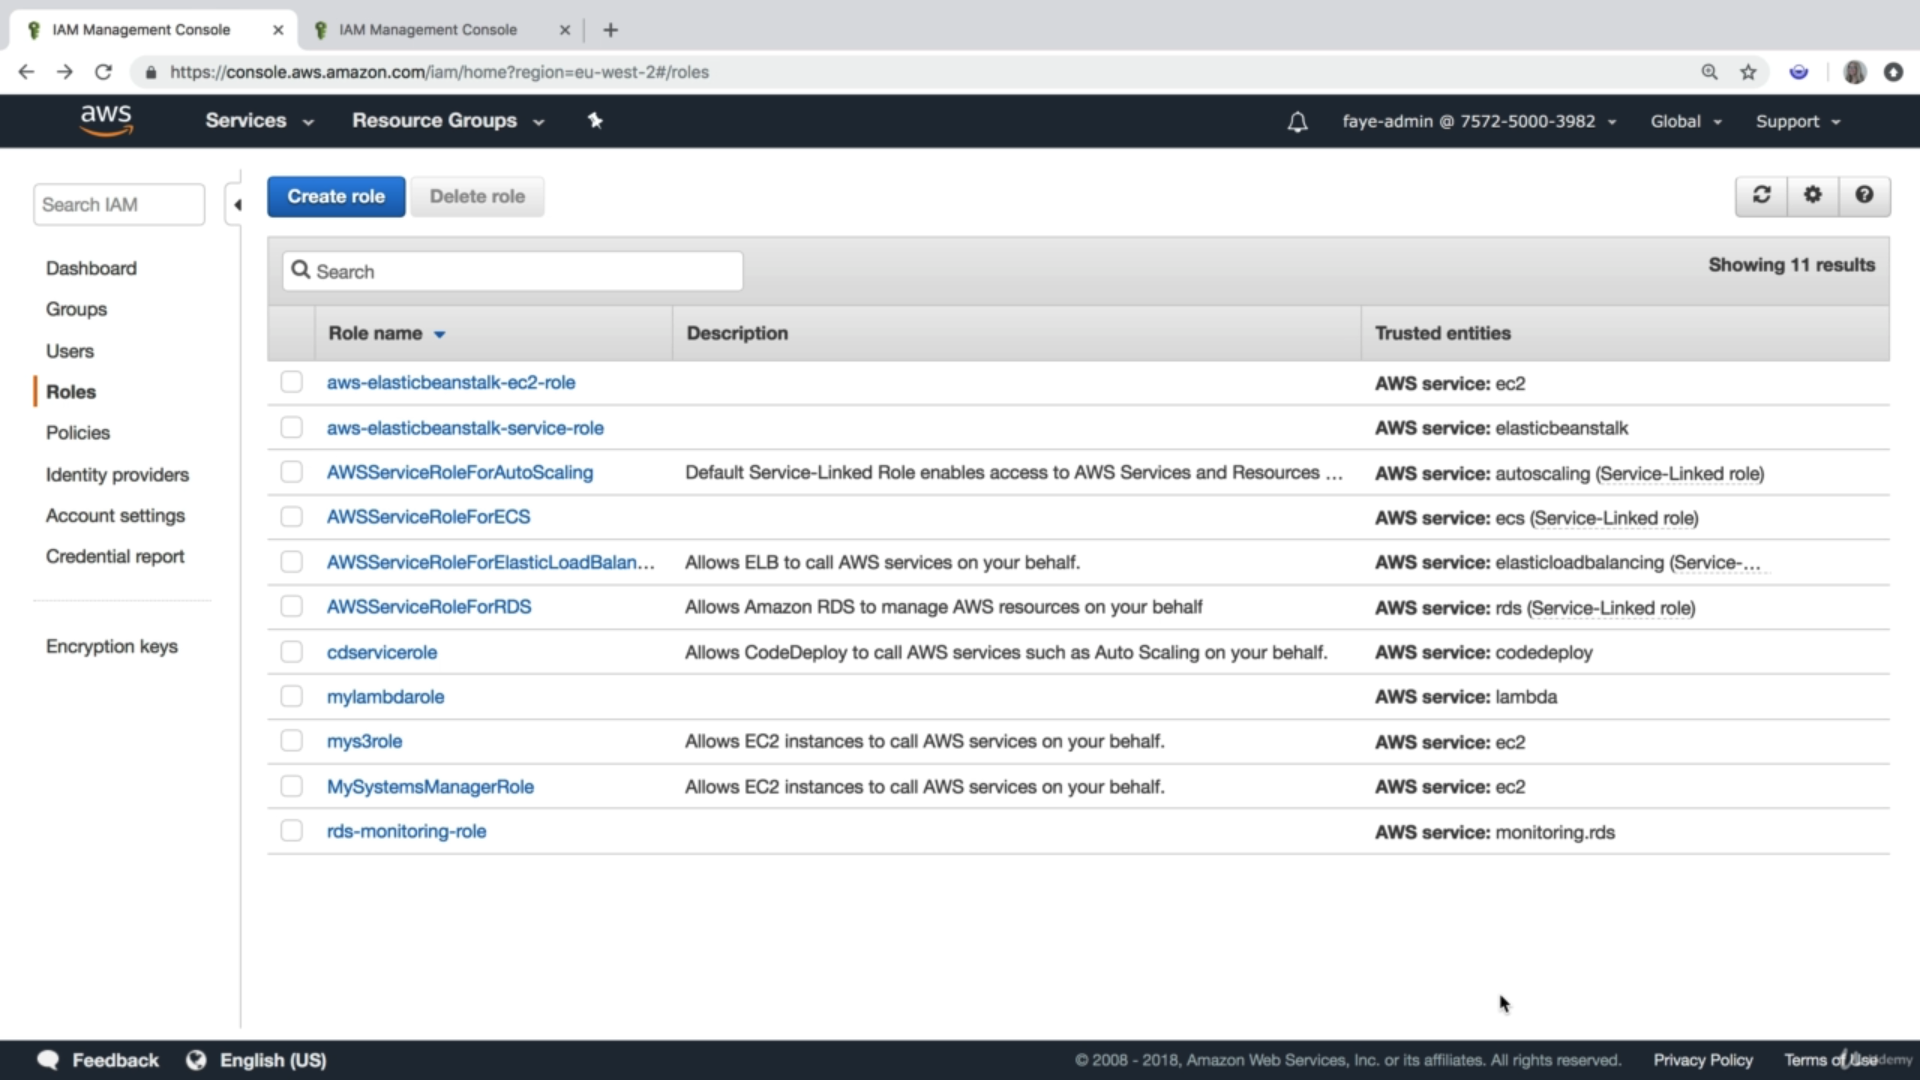 IAM Management Console
IAM Management Console
https://console.aws.amazon.com/iam/home?region=eu-west-2#/roles
aws
Services
Resource Groups
faye-admin @ 7572-5000-3982
Global
Support
Search IAM
Create role
Delete role
Search
Showing 11 results
Dashboard
Groups
Users
Roles
Policies
Identity providers
Account settings
Credential report
Encryption keys
Role name Description Trusted entities
aws-elasticbeanstalk-ec2-role AWS service: ec2
aws-elasticbeanstalk-service-role AWS service: elasticbeanstalk
AWSServiceRoleForAutoScaling Default Service-Linked Role enables access to AWS Services and Resources ... AWS service: autoscaling (Service-Linked role)
AWSServiceRoleForECS AWS service: ecs (Service-Linked role)
AWSServiceRoleForElasticLoadBalan... Allows ELB to call AWS services on your behalf. AWS service: elasticloadbalancing (Service-...
AWSServiceRoleForRDS Allows Amazon RDS to manage AWS resources on your behalf AWS service: rds (Service-Linked role)
cdservicerole Allows CodeDeploy to call AWS services such as Auto Scaling on your behalf. AWS service: codedeploy
mylambdarole AWS service: lambda
mys3role Allows EC2 instances to call AWS services on your behalf. AWS service: ec2
MySystemsManagerRole Allows EC2 instances to call AWS services on your behalf. AWS service: ec2
rds-monitoring-role AWS service: monitoring.rds
Feedback
English (US)
© 2008 - 2018, Amazon Web Services, Inc. or its affiliates. All rights reserved.
Privacy Policy
Terms of Use